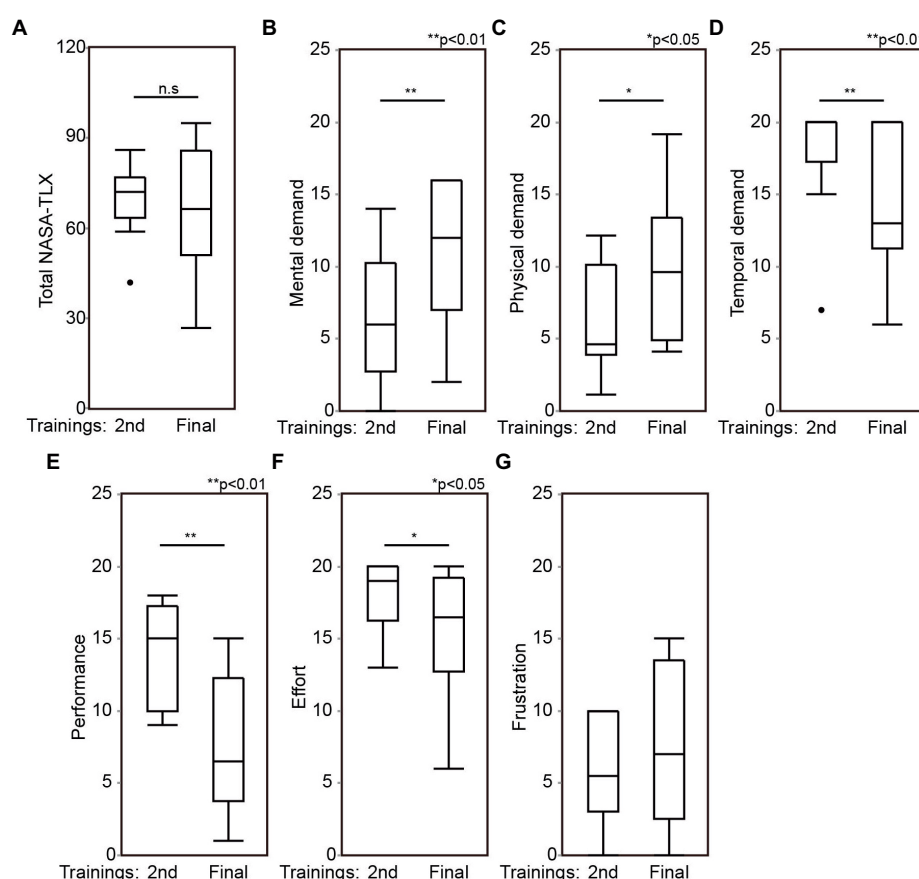 A
Total NASA-TLX
120
90
60
30
0
n.s
Trainings: 2nd Final
B
**p<0.01
Mental demand
25
20
15
10
5
0
**
Trainings: 2nd Final
C
*p<0.05
Physical demand
25
20
15
10
5
0
*
Trainings: 2nd Final
D
**p<0.0
Temporal demand
25
20
15
10
5
0
**
Trainings: 2nd Final
E
**p<0.01
Performance
25
20
15
10
5
0
**
Trainings: 2nd Final
F
*p<0.05
Effort
25
20
15
10
5
0
*
Trainings: 2nd Final
G
Frustration
25
20
15
10
5
0
Trainings: 2nd Final